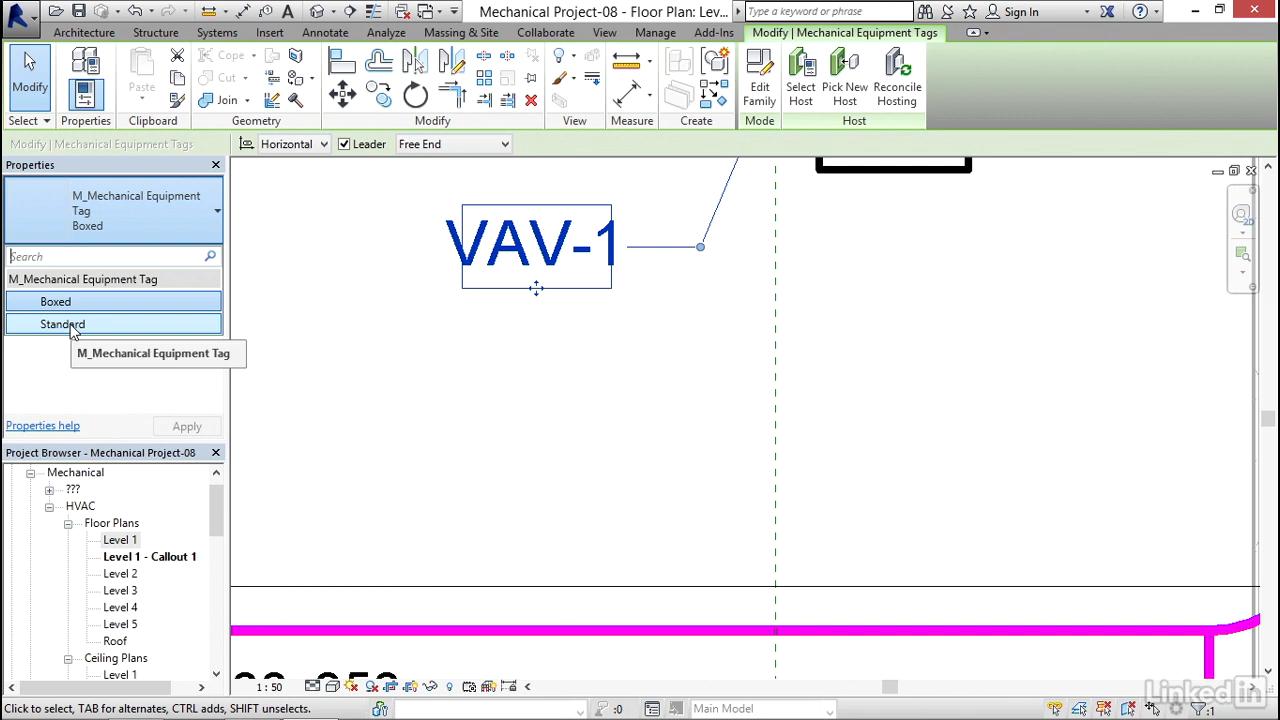 Mechanical Project-08 - Floor Plan: Lev...
Type a keyword or phrase
Sign In
Architecture Structure Systems Insert Annotate Analyze Massing & Site Collaborate View Manage Add-Ins Modify | Mechanical Equipment Tags
Modify
Paste
Cope
Cut
Join
Edit Family
Select Host
Pick New Host
Reconcile Hosting
Select Properties Clipboard Geometry Modify View Measure Create Mode Host
Modify | Mechanical Equipment Tags
Horizontal Leader Free End
Properties
M_Mechanical Equipment
Tag
Boxed
Search
M_Mechanical Equipment Tag
Boxed
Standard
M_Mechanical Equipment Tag
Properties help Apply
VAV-1
2D
Project Browser - Mechanical Project-08
Mechanical
???
HVAC
Floor Plans
Level 1
Level 1 - Callout 1
Level 2
Level 3
Level 4
Level 5
Roof
Ceiling Plans
Level 1
1 : 50
Click to select, TAB for alternates, CTRL adds, SHIFT unselects.
:0
Main Model
:1
LinkedIn